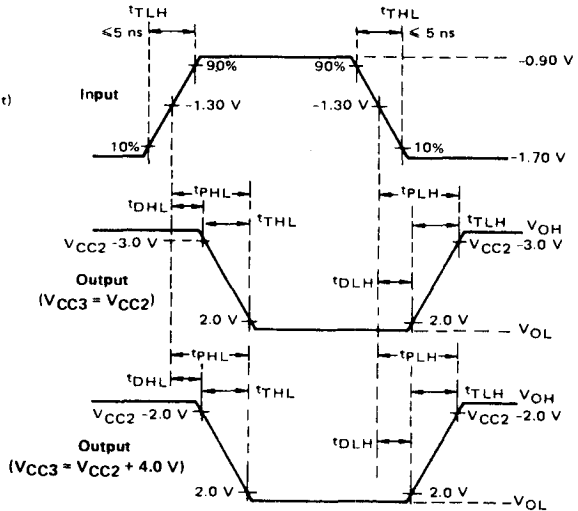 tTLH
≤5 ns
tTHL
≤ 5 ns
t)
Input
90%
90%
-0.90 V
-1.30 V
-1.30 V
10%
10%
-1.70 V
tPHL
tPLH
tDHL
tTHL
tTLH
VOH
VCC2 -3.0 V
VCC2 -3.0 V
Output
(VCC3 = VCC2)
tDLH
2.0 V
2.0 V
VOL
tPHL
tPLH
tDHL
tTHL
tTLH
VOH
VCC2 -2.0 V
VCC2 -2.0 V
Output
(VCC3 = VCC2 + 4.0 V)
tDLH
2.0 V
2.0 V
VOL